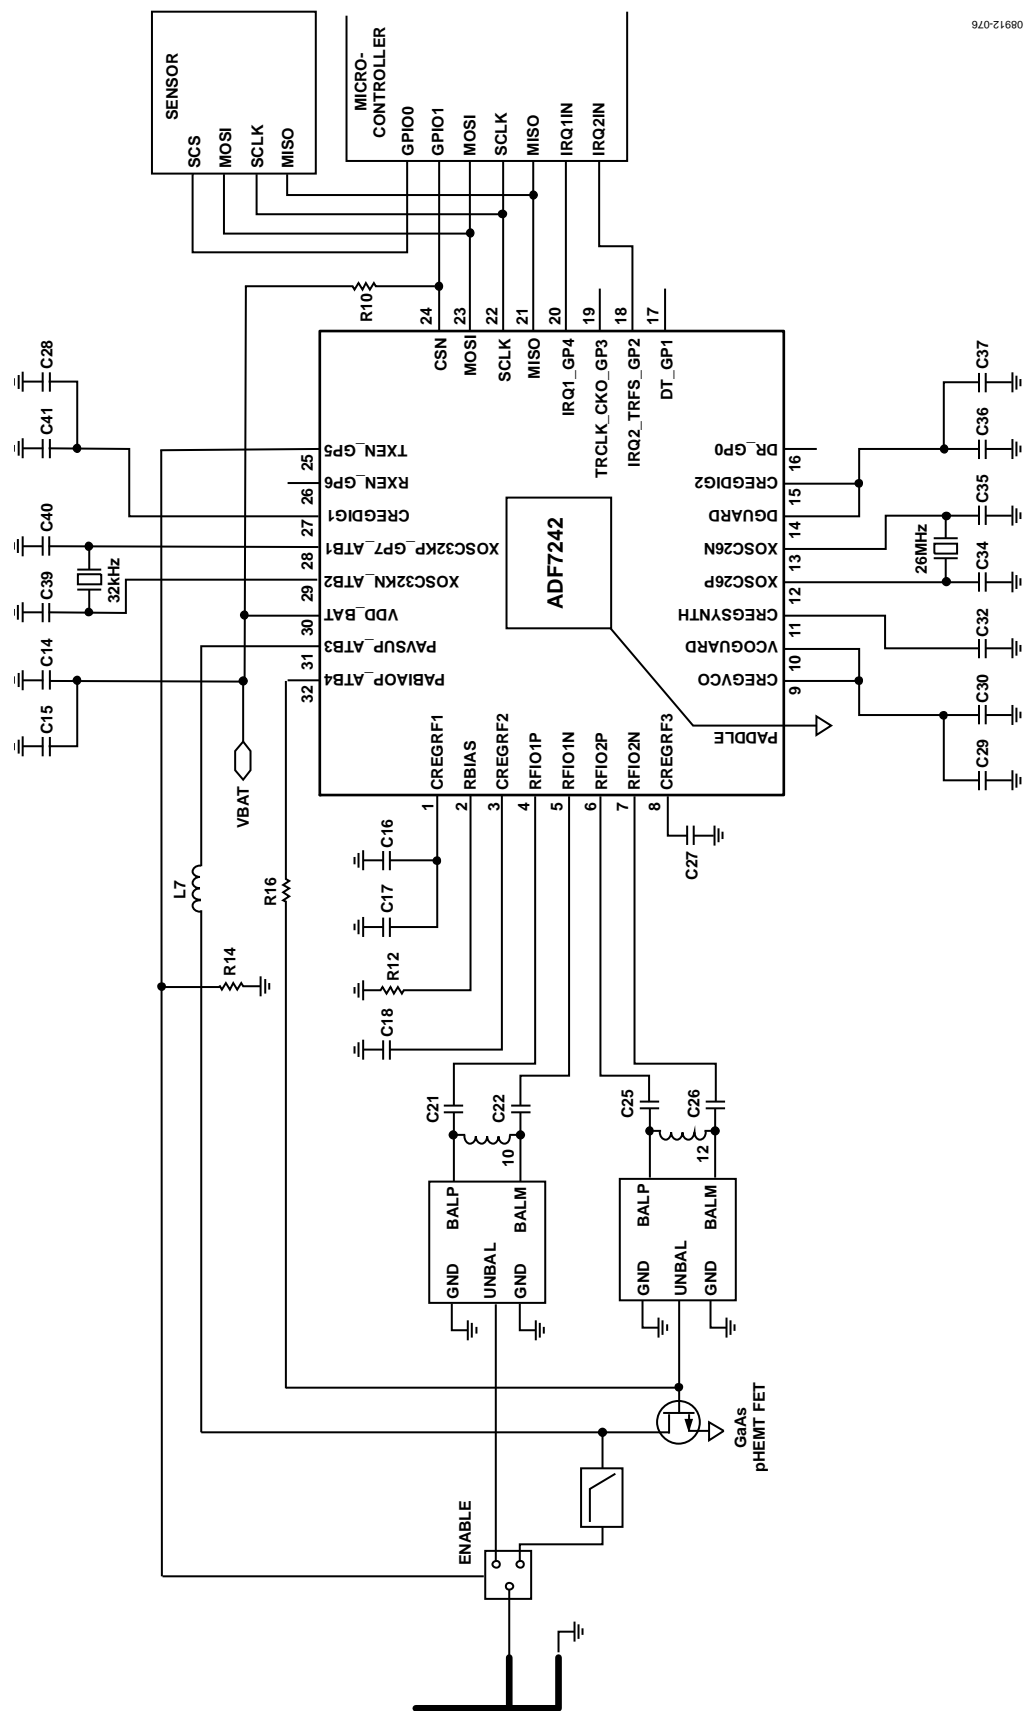 08912-076
SENSOR
SCS
MOSI
SCLK
MISO
MICRO-
CONTROLLER
GPIO0
GPIO1
MOSI
SCLK
MISO
IRQ1IN
IRQ2IN
R10
24
23
22
21
20
19
18
17
CSN
MOSI
SCLK
MISO
IRQ1_GP4
TRCLK_CKO_GP3
IRQ2_TRFS_GP2
DT_GP1
C28
C41
C40
32kHz
C39
C14
C15
VBAT
25
TXEN_GP5
26
RXEN_GP6
27
CREGDIG1
28
XOSC32KP_GP7_ATB1
29
XOSC32KN_ATB2
30
VDD_BAT
31
PAVSUP_ATB3
32
PABIAOP_ATB4
ADF7242
DR_GP0
16
CREGDIG2
15
DGUARD
14
XOSC26N
13
XOSC26P
12
CREGSYNTH
11
VCOGUARD
10
CREGVCO
9
PADDLE
C37
C36
C35
26MHz
C34
C32
C30
C29
CREGRF1
RBIAS
CREGRF2
RFIO1P
RFIO1N
RFIO2P
RFIO2N
CREGRF3
1
2
3
4
5
6
7
8
C27
C16
C17
R12
C18
L7
R16
R14
C21
C22
10
C25
C26
12
BALP
BALM
GND
UNBAL
GND
BALP
BALM
GND
UNBAL
GND
GaAs
pHEMT FET
ENABLE